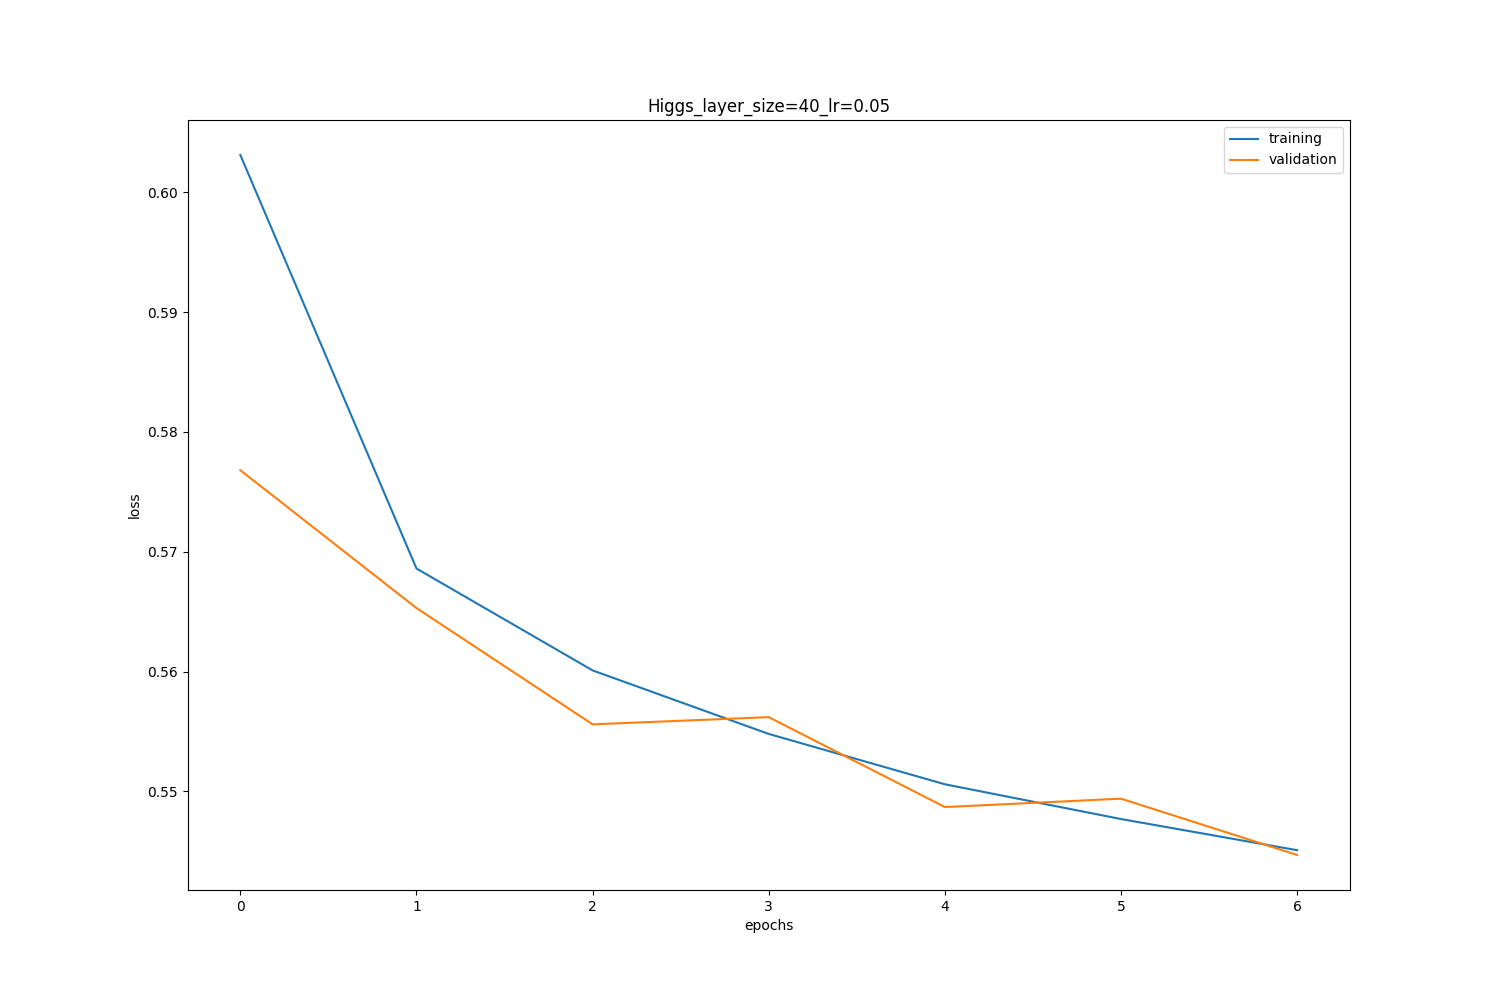 Higgs_layer_size=40_lr=0.05
training
validation
0.60
0.59
0.58
0.57
0.56
0.55
loss
0 1 2 3 4 5 6
epochs